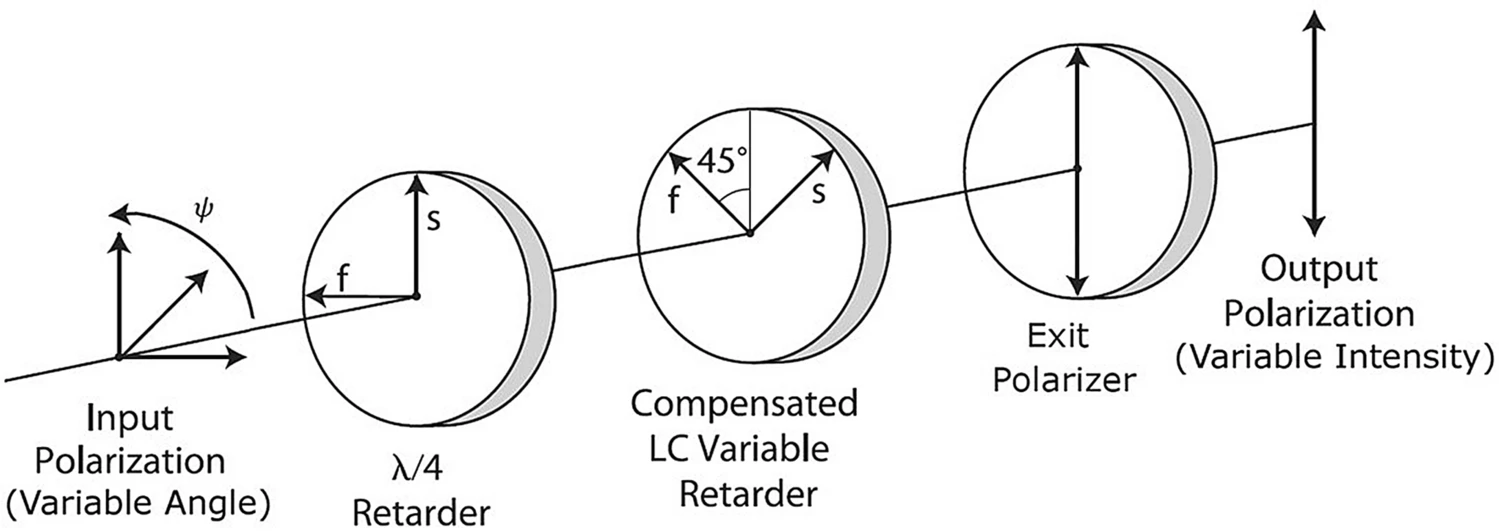 ψ
f
s
45°
f
s
Input
Polarization
(Variable Angle)
λ/4
Retarder
Compensated
LC Variable
Retarder
Exit
Polarizer
Output
Polarization
(Variable Intensity)